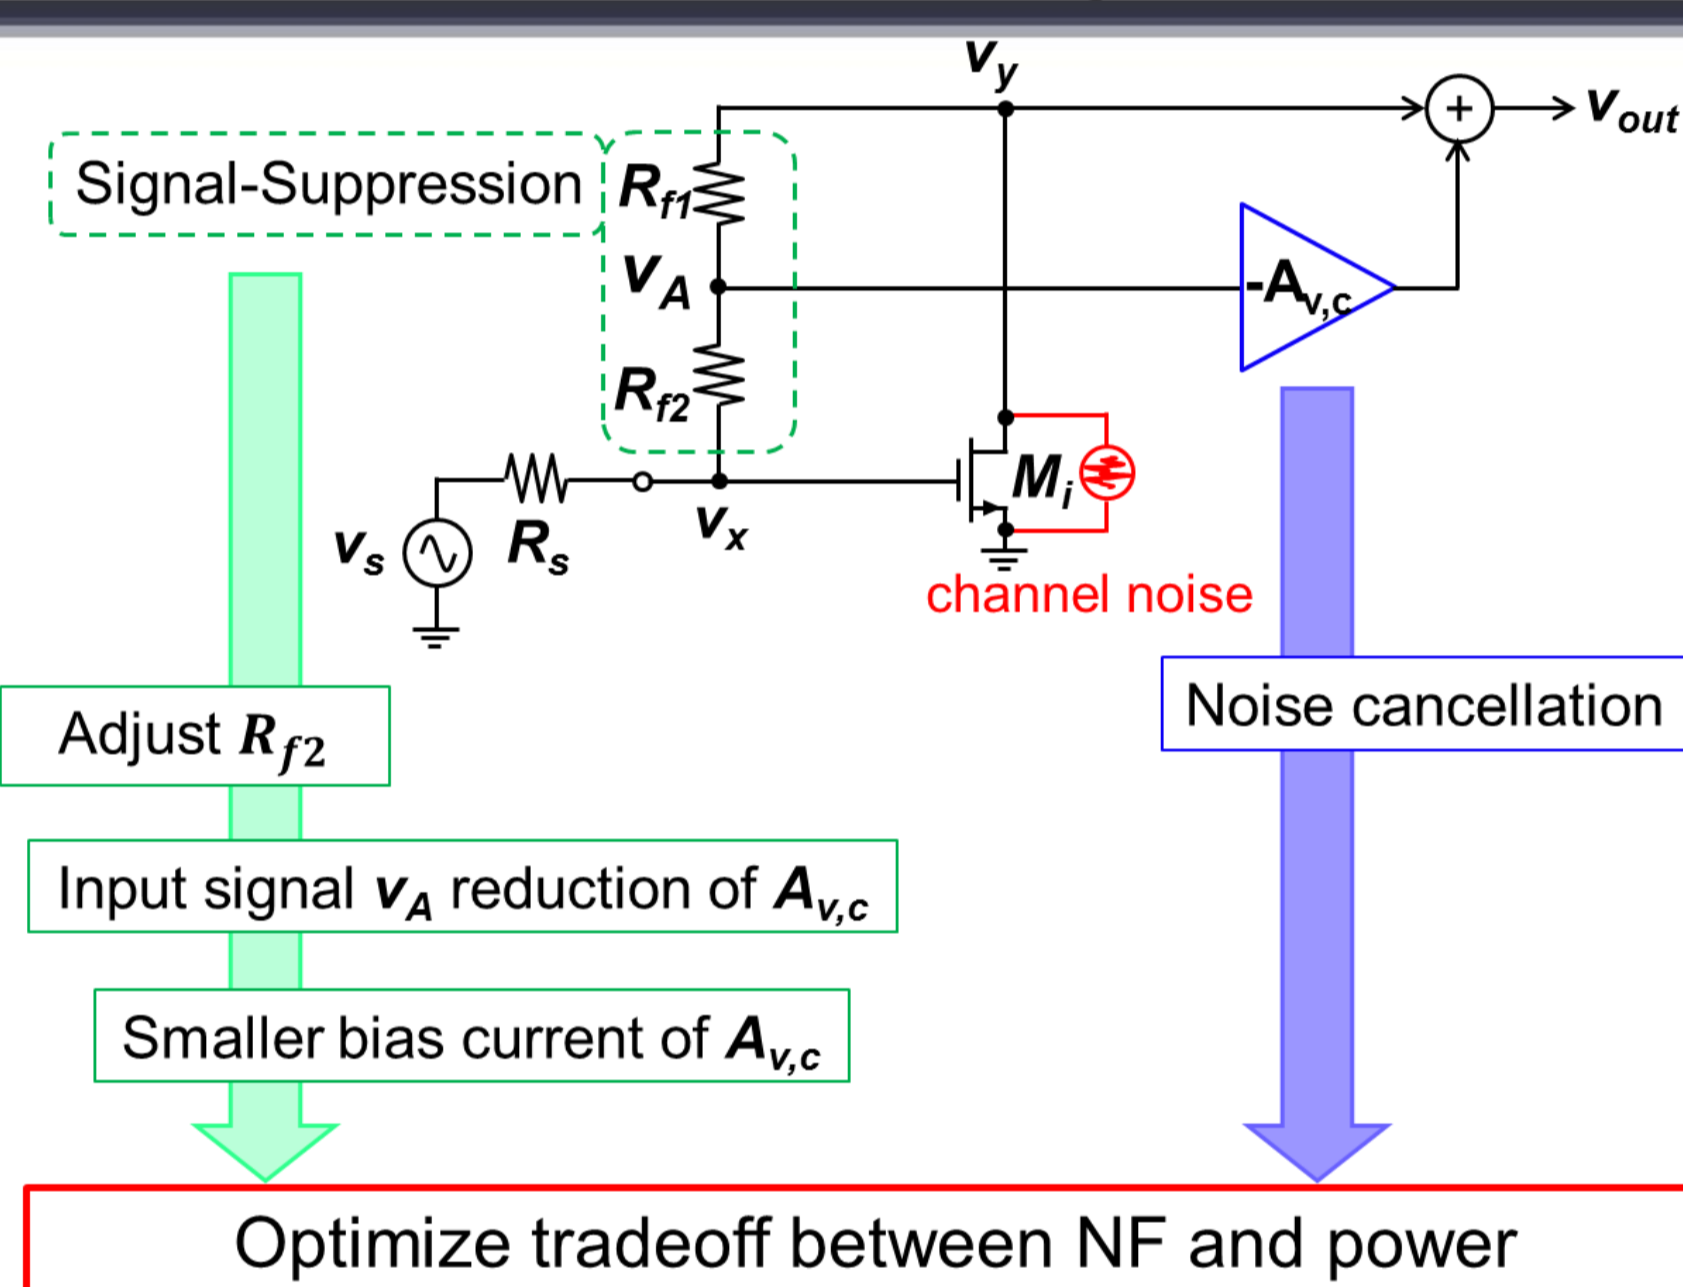 v_y
+
v_out
Signal-Suppression
R_f1
v_A
-A_v,c
R_f2
M_i
v_x
v_s
R_s
channel noise
Adjust R_f2
Noise cancellation
Input signal v_A reduction of A_v,c
Smaller bias current of A_v,c
Optimize tradeoff between NF and power